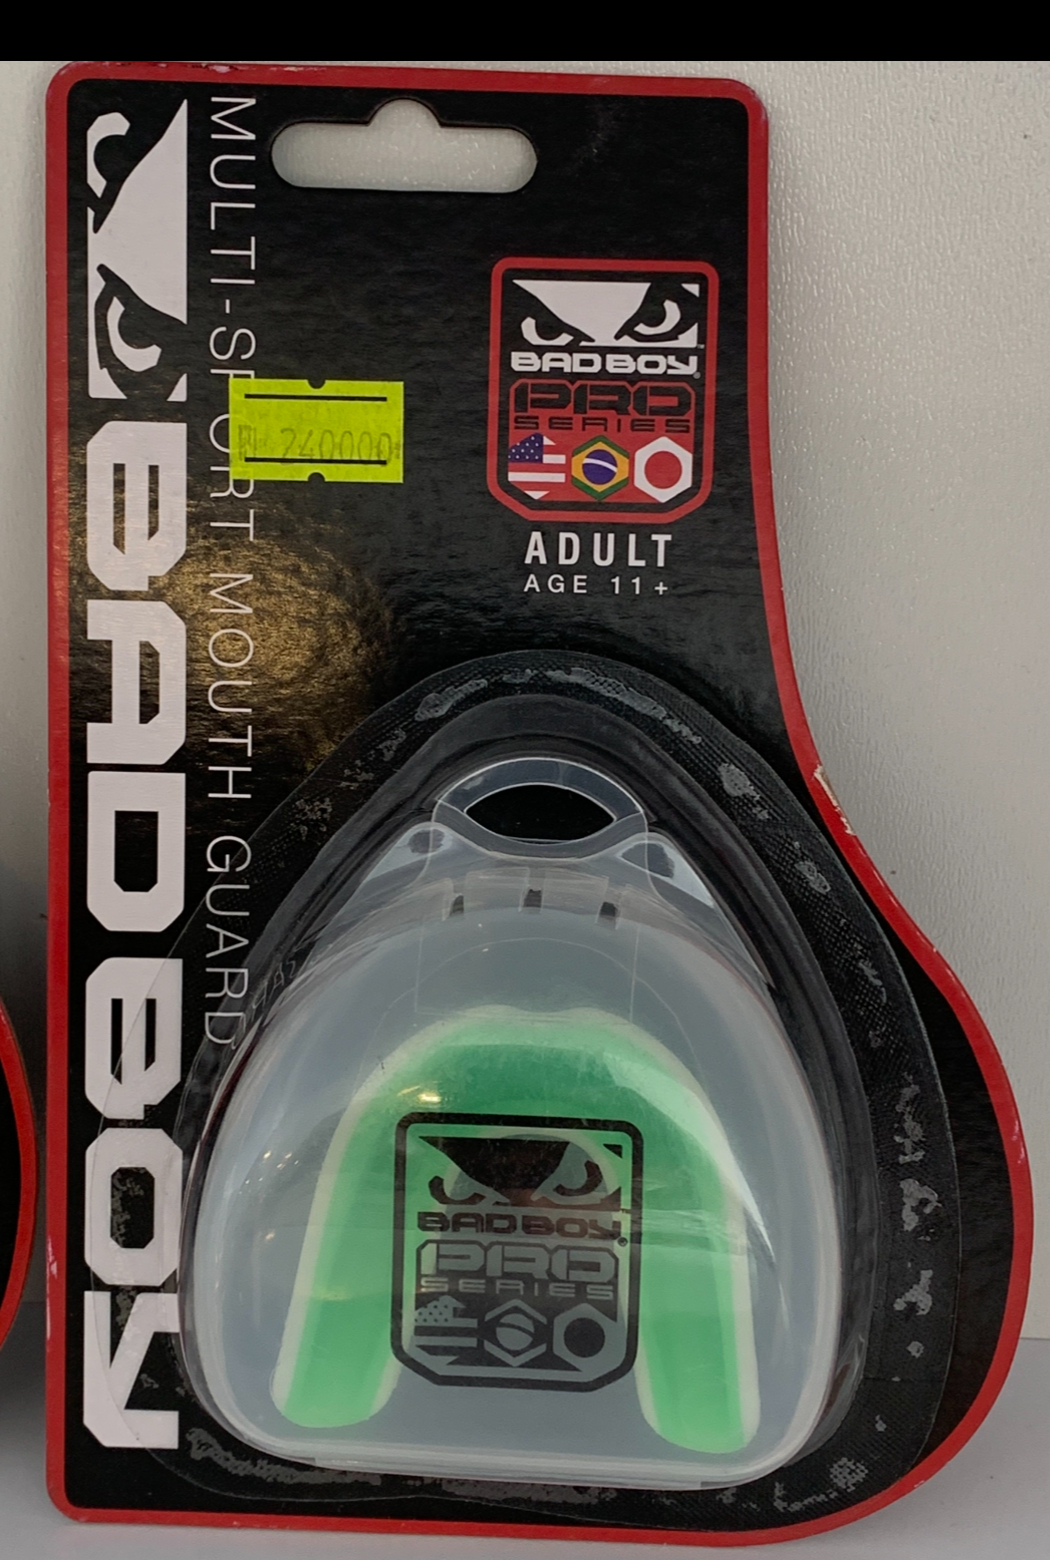 MULTI-SPORT MOUTH GUARD
BAD BOY
240000
BAD BOY
PRO
SERIES
ADULT
AGE 11+
BAD BOY
PRO
SERIES